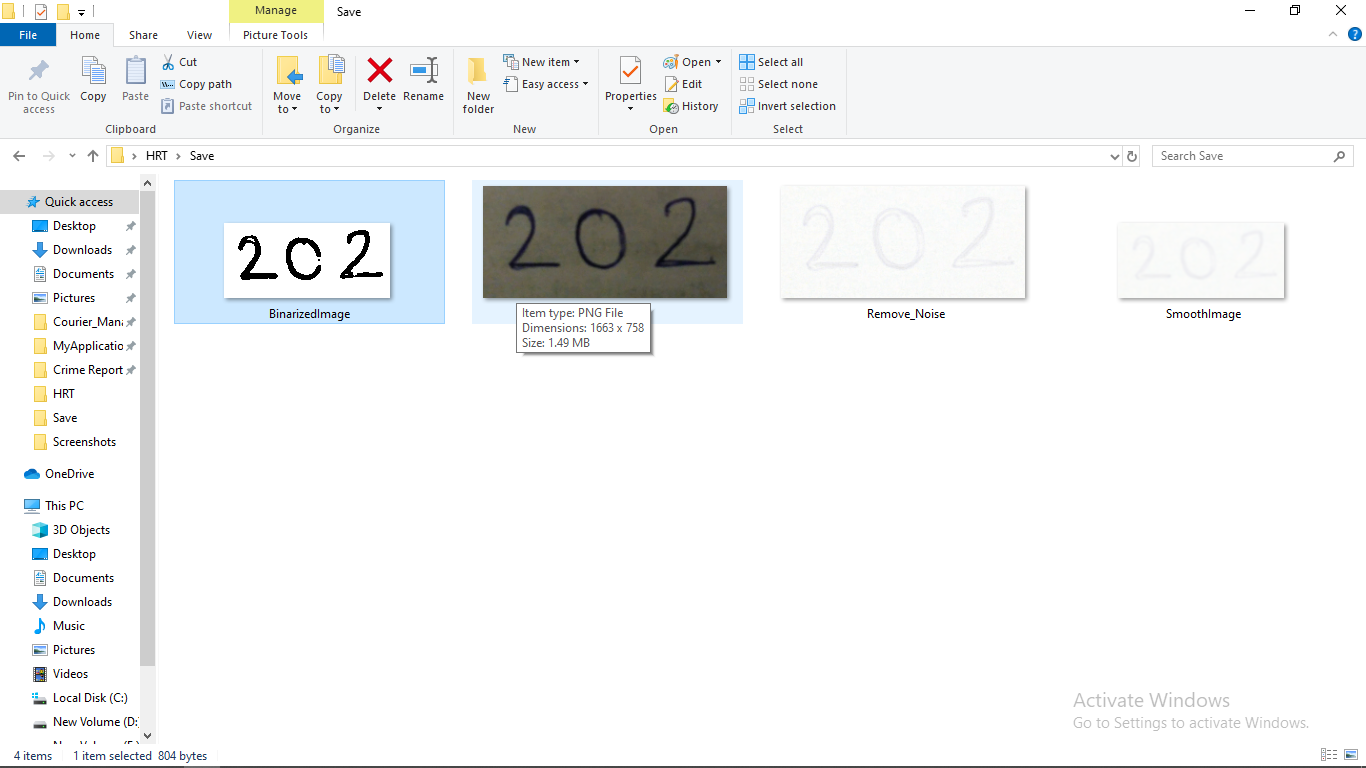 Manage
Save
File
Home
Share
View
Picture Tools
Pin to Quick access
Copy
Paste
Cut
Copy path
Paste shortcut
Clipboard
Move to
Copy to
Delete
Rename
Organize
New folder
New item
Easy access
New
Properties
Open
Edit
History
Open
Select all
Select none
Invert selection
Select
HRT > Save
Search Save
Quick access
Desktop
Downloads
Documents
Pictures
Courier_Man
MyApplicatio
Crime Report
HRT
Save
Screenshots
OneDrive
This PC
3D Objects
Desktop
Documents
Downloads
Music
Pictures
Videos
Local Disk (C:)
New Volume (D:
202
BinarizedImage
202
Item type: PNG File
Dimensions: 1663 x 758
Size: 1.49 MB
202
Remove_Noise
202
SmoothImage
Activate Windows
Go to Settings to activate Windows.
4 items
1 item selected 804 bytes